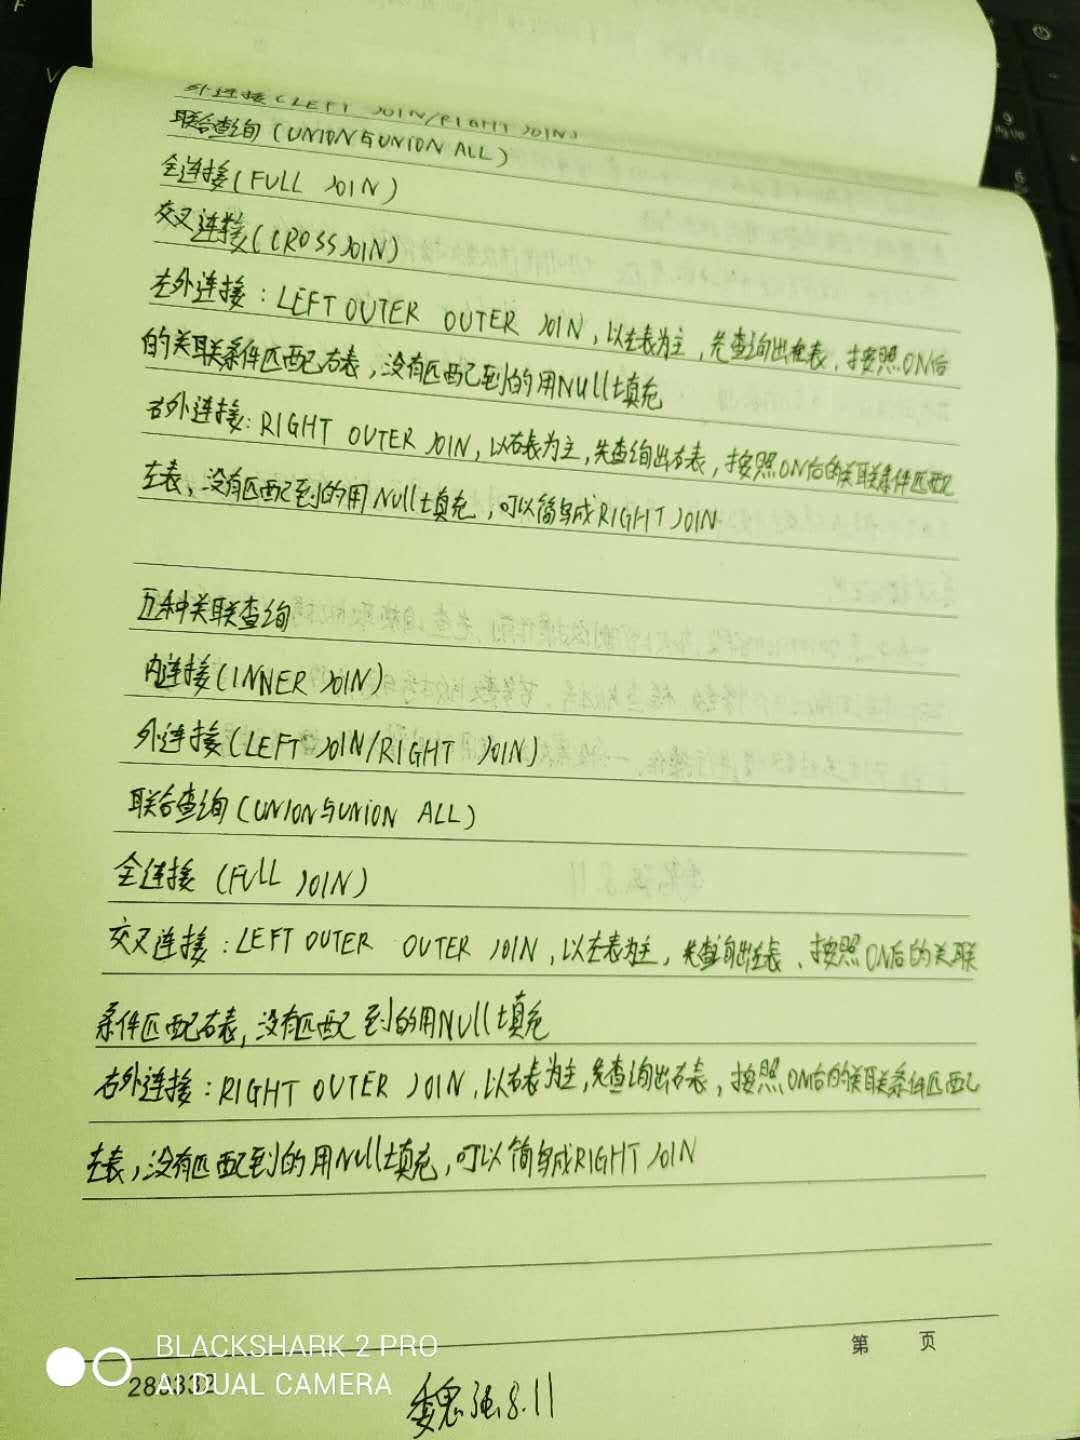 外连接(LEFT JOIN/RIGHT JOIN)
联合查询(UNION与UNION ALL)
全连接(FULL JOIN)
交叉连接(CROSS JOIN)
左外连接:LEFT OUTER OUTER JOIN,以左表为主,先查询出左表,按照ON后
的关联条件匹配右表,没有匹配到的用NUll填充
右外连接:RIGHT OUTER JOIN,以右表为主,先查询出右表,按照ON后的关联条件匹配
左表,没有匹配到的用NUll填充,可以简写成RIGHT JOIN
五种关联查询
内连接(INNER JOIN)
外连接(LEFT JOIN/RIGHT JOIN)
联合查询(UNION与UNION ALL)
全连接(FULL JOIN)
交叉连接:LEFT OUTER OUTER JOIN,以左表为主,先查询出左表,按照ON后的关联
条件匹配右表,没有匹配到的用NUll填充
右外连接:RIGHT OUTER JOIN,以右表为主,先查询出右表,按照ON后的关联条件匹配
左表,没有匹配到的用NUll填充,可以简写成RIGHT JOIN
第 页
BLACKSHARK 2 PRO
AI DUAL CAMERA
魏 8.11